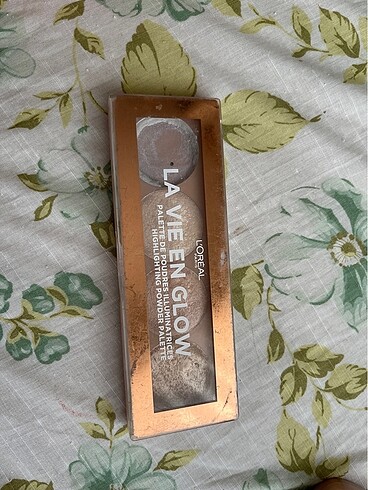 L'ORÉAL
LA VIE EN GLOW
PALETTE DE POUDRES ILLUMINATRICES
HIGHLIGHTING POWDER PALETTE